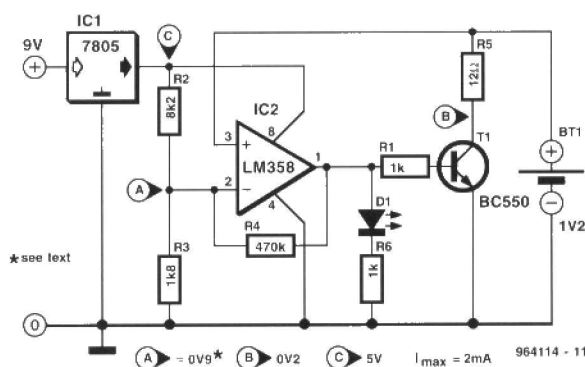 IC1
7805
9V
C
R2
8k2
IC2
R5
12Ω
B
T1
BT1
3
8
+
LM358
1
2
−
4
R1
1k
A
R4
470k
D1
BC550
1V2
R3
1k8
R6
1k
*see text
0
A = 0V9* B 0V2 C 5V Imax = 2mA
964114 - 11